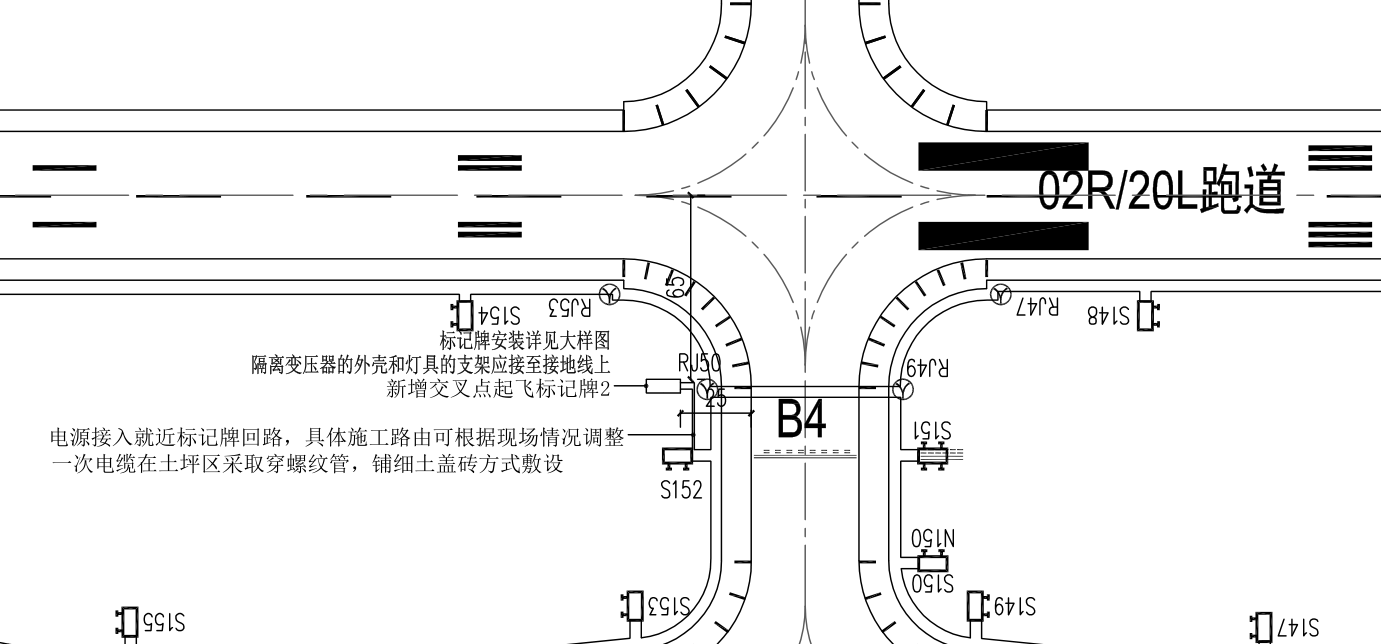 02R/20L跑道
65
S154
RJ53
RJ47
S148
标记牌安装详见大样图
隔离变压器的外壳和灯具的支架应接至接地线上
新增交叉点起飞标记牌2
RJ50
RJ49
25
B4
电源接入就近标记牌回路，具体施工路由可根据现场情况调整
一次电缆在土坪区采取穿螺纹管，铺细土盖砖方式敷设
S151
S152
N150
S150
S155
S153
S149
S147